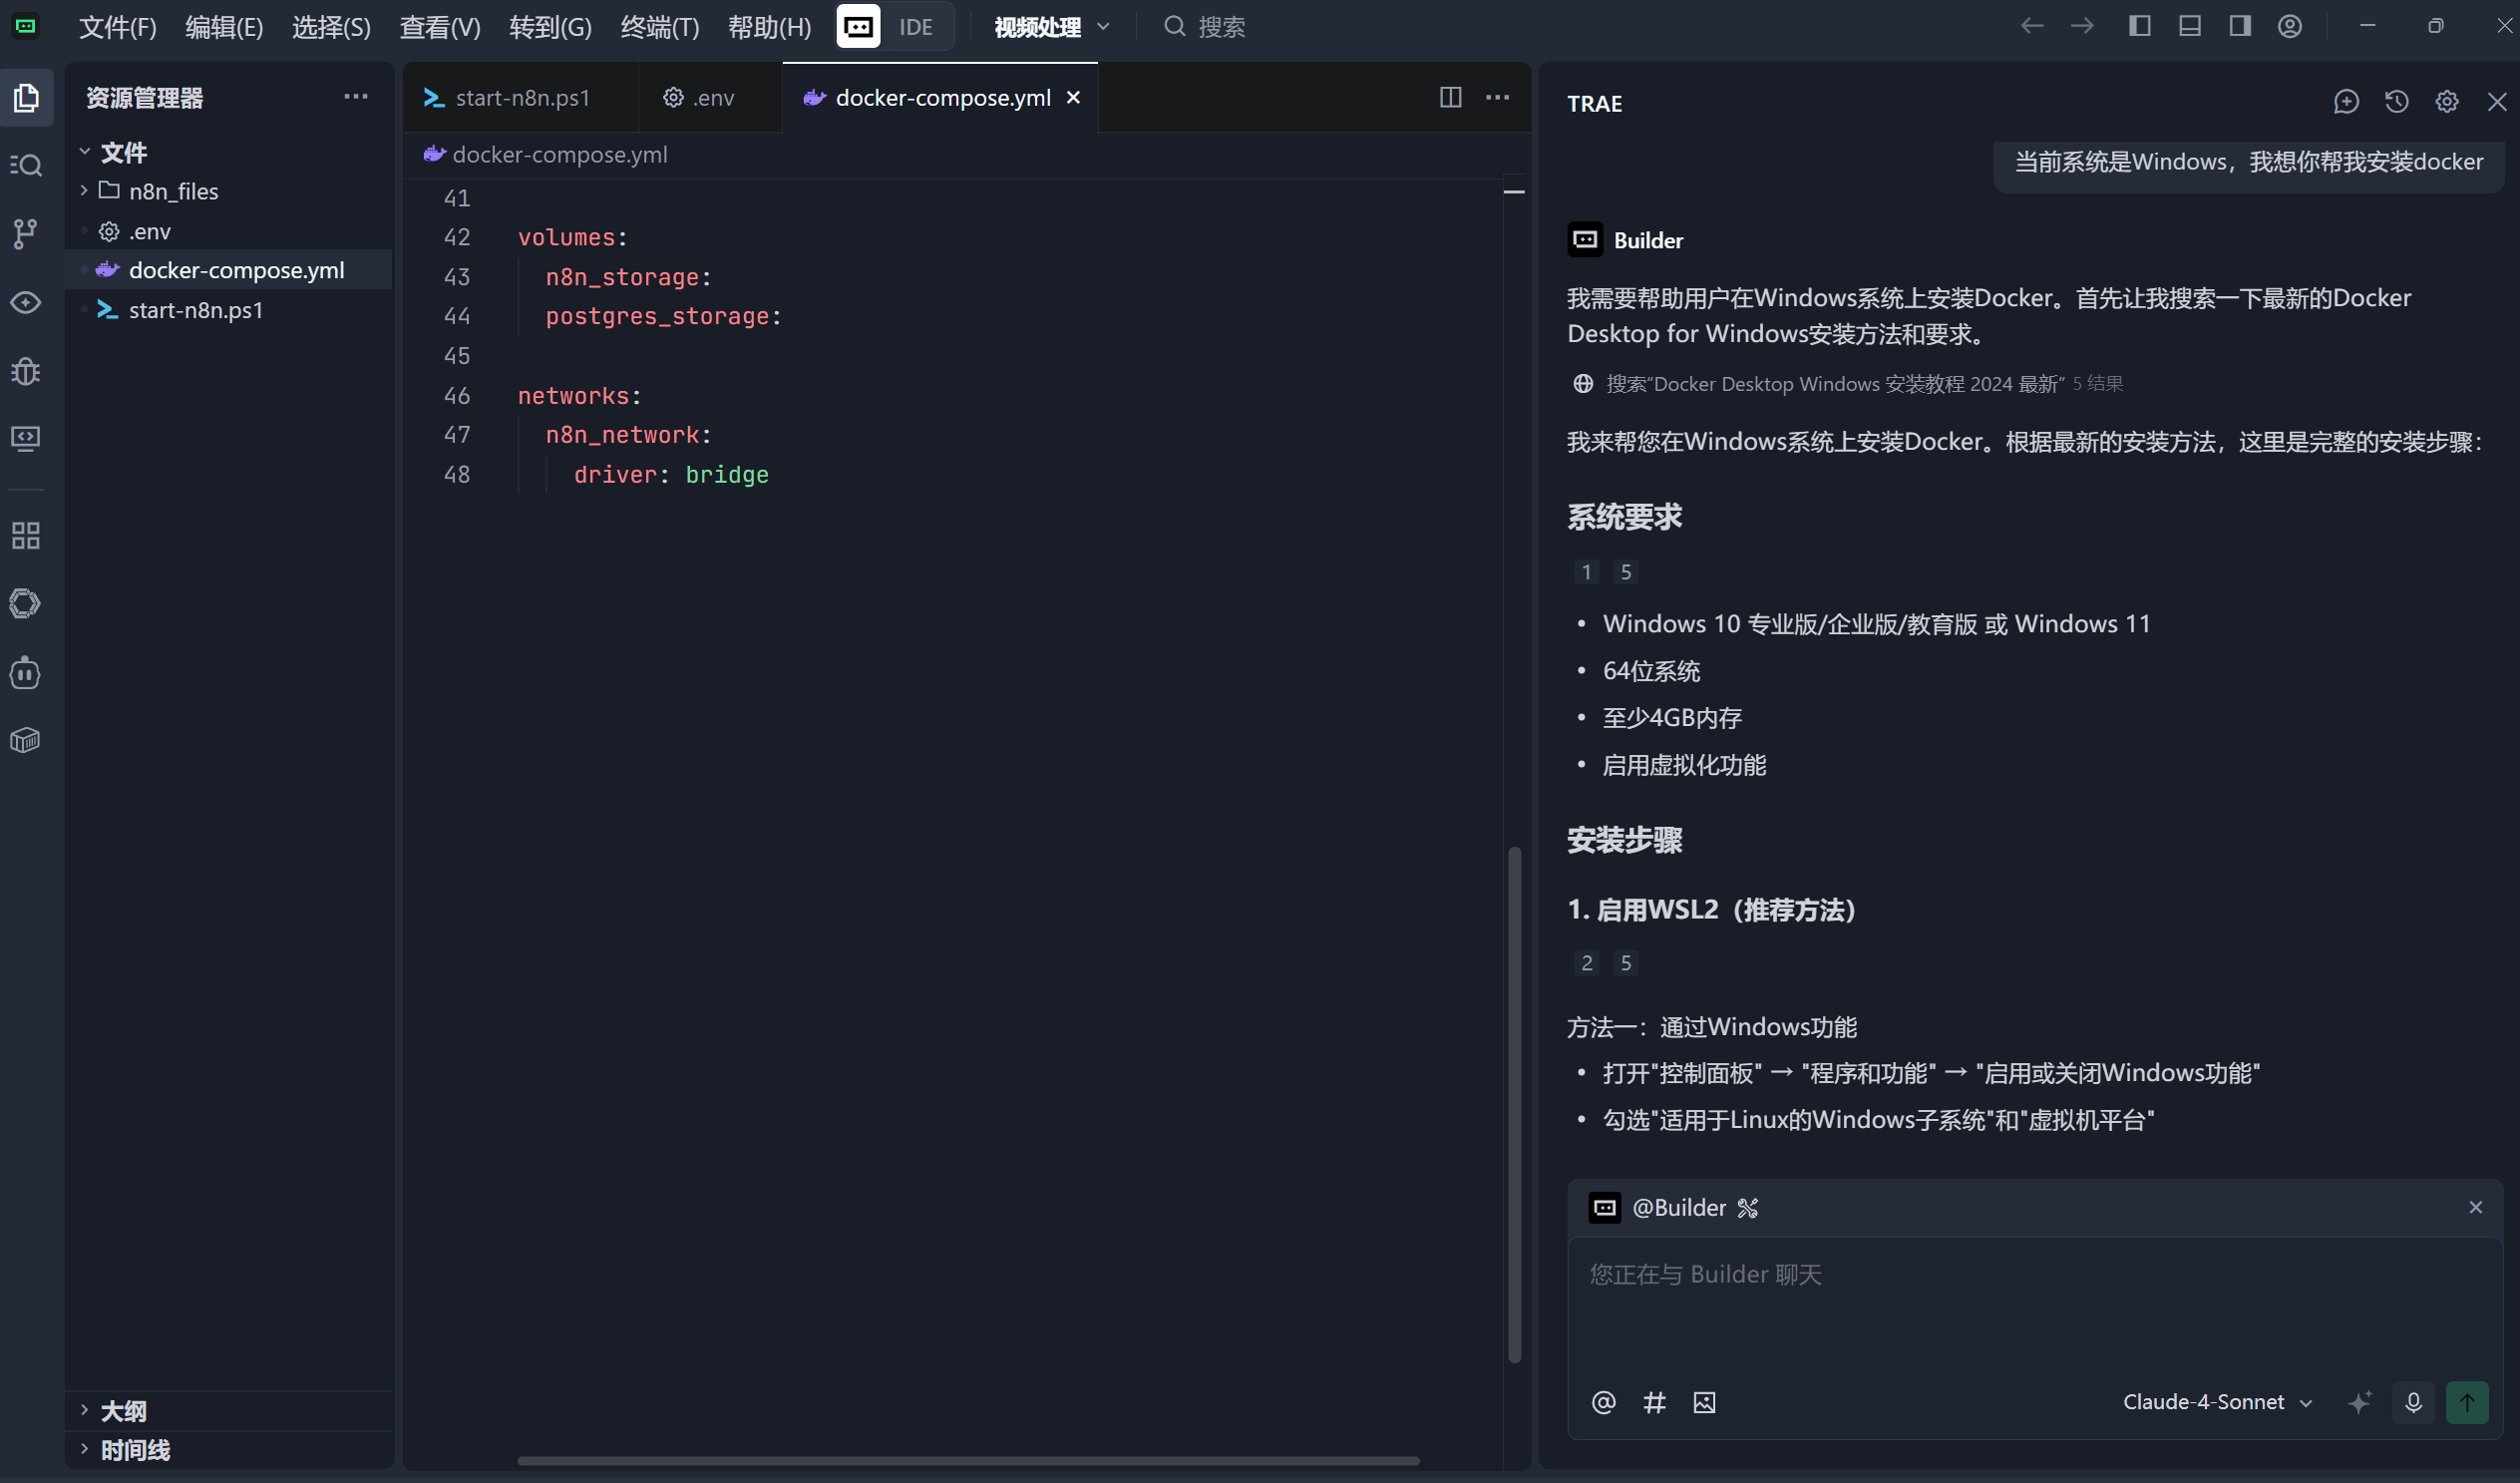 文件(F) 编辑(E) 选择(S) 查看(V) 转到(G) 终端(T) 帮助(H) IDE 视频处理 搜索
资源管理器
文件
n8n_files
.env
docker-compose.yml
start-n8n.ps1
大纲
时间线
start-n8n.ps1 .env docker-compose.yml
docker-compose.yml
41
42 volumes:
43 n8n_storage:
44 postgres_storage:
45
46 networks:
47 n8n_network:
48 driver: bridge
TRAE
当前系统是Windows，我想你帮我安装docker
Builder
我需要帮助用户在Windows系统上安装Docker。首先让我搜索一下最新的Docker
Desktop for Windows安装方法和要求。
搜索“Docker Desktop Windows 安装教程 2024 最新” 5 结果
我来帮您在Windows系统上安装Docker。根据最新的安装方法，这里是完整的安装步骤：
系统要求
1 5
• Windows 10 专业版/企业版/教育版 或 Windows 11
• 64位系统
• 至少4GB内存
• 启用虚拟化功能
安装步骤
1. 启用WSL2（推荐方法）
2 5
方法一：通过Windows功能
• 打开"控制面板" → "程序和功能" → "启用或关闭Windows功能"
• 勾选"适用于Linux的Windows子系统"和"虚拟机平台"
@Builder
您正在与 Builder 聊天
Claude-4-Sonnet